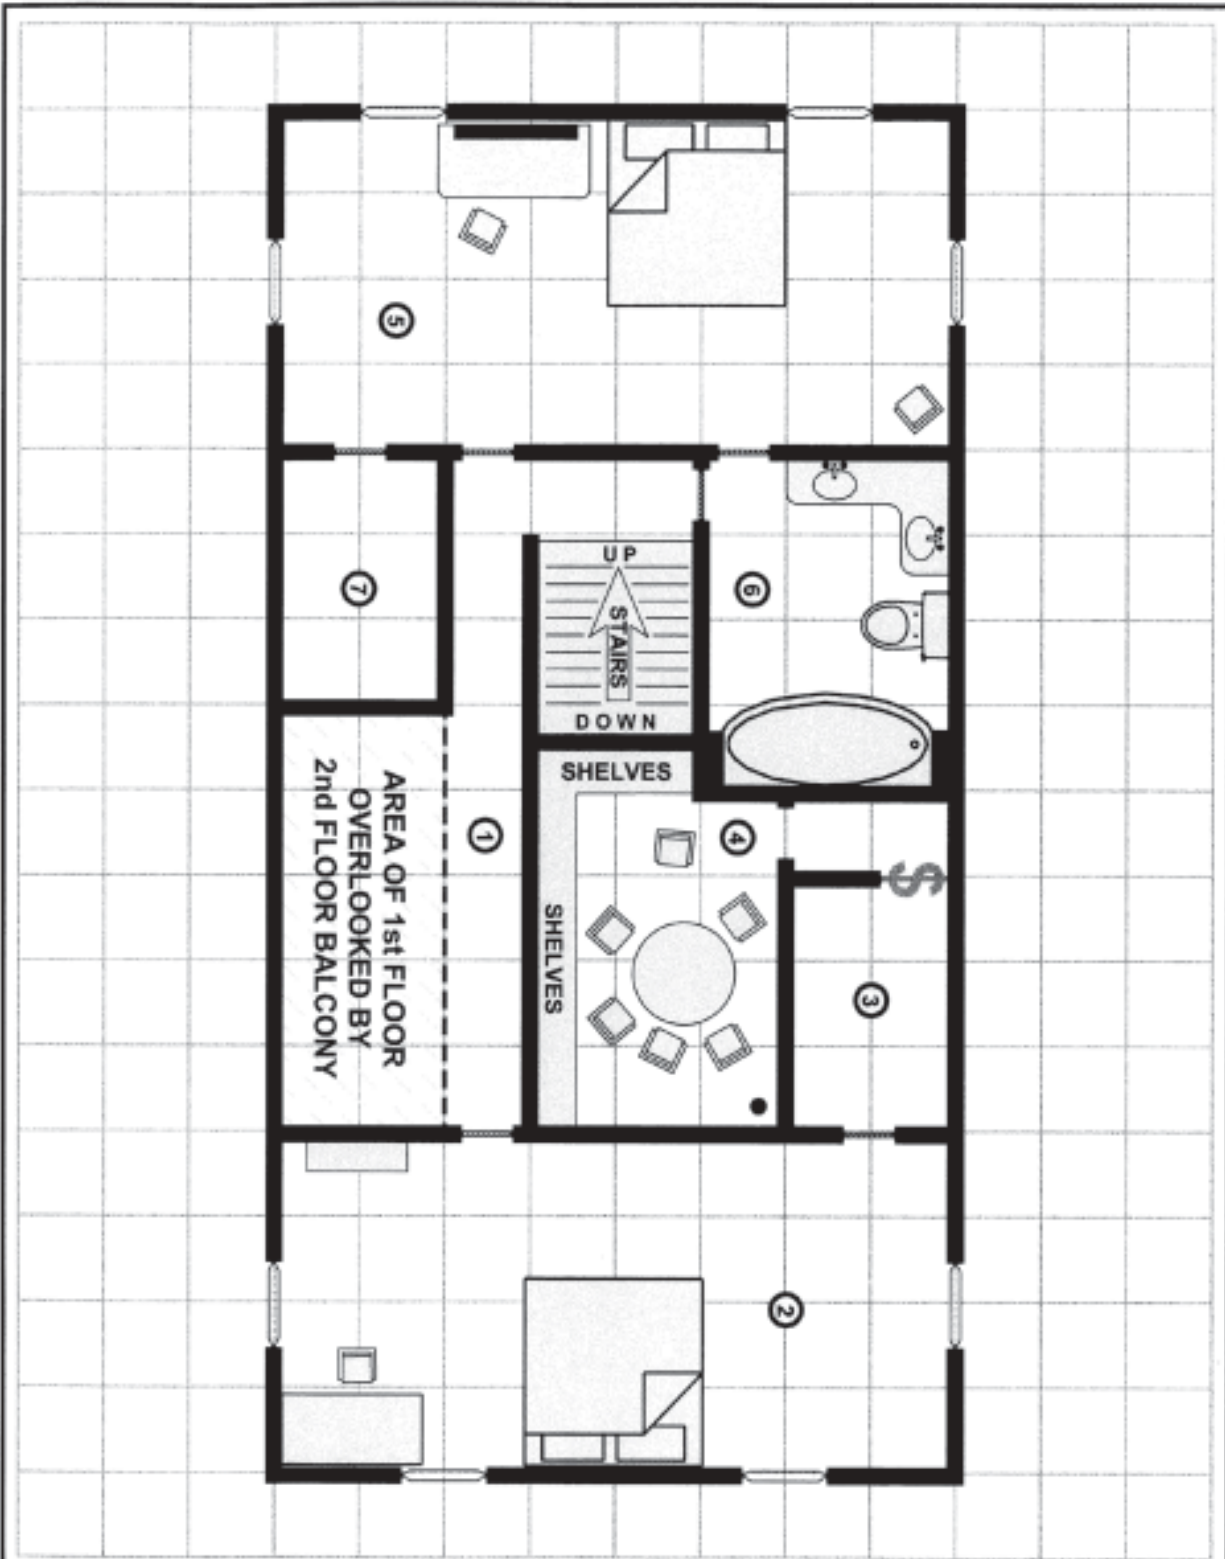 5
7
UP
STAIRS
DOWN
6
SHELVES
SHELVES
4
$
3
1
AREA OF 1st FLOOR
OVERLOOKED BY
2nd FLOOR BALCONY
2